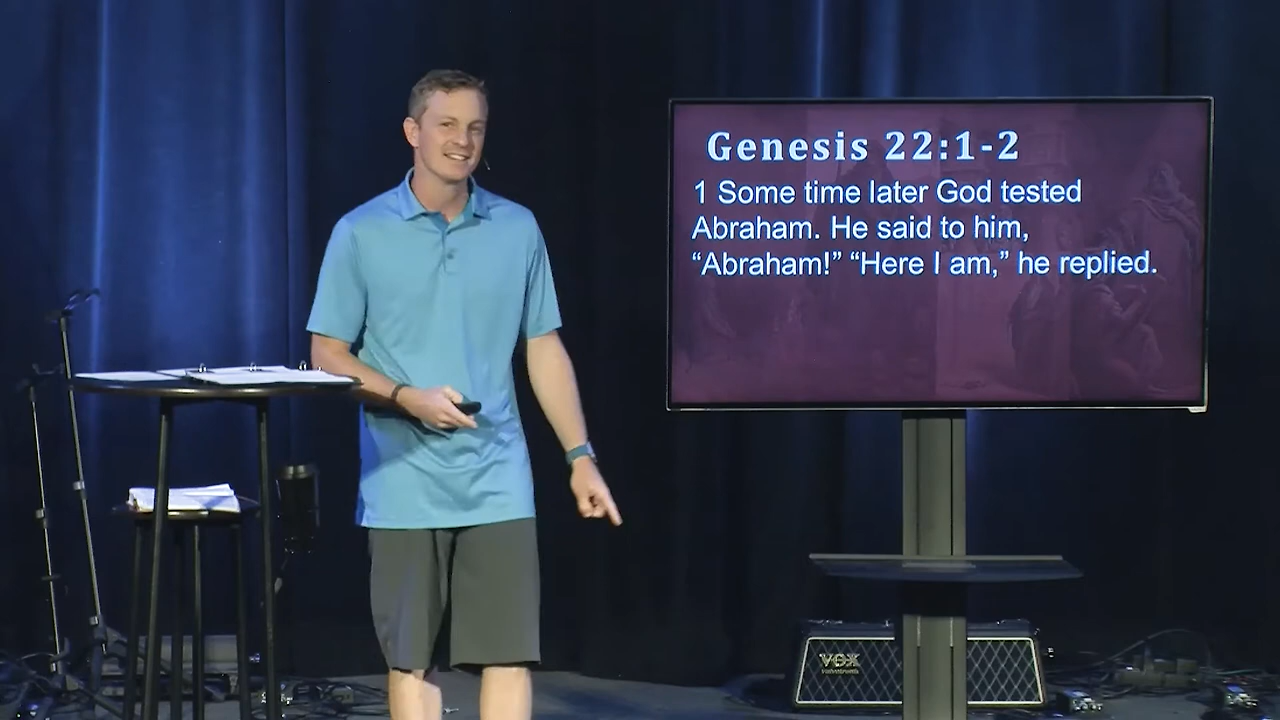 Genesis 22:1-2
1 Some time later God tested
Abraham. He said to him,
“Abraham!” “Here I am,” he replied.
VOX